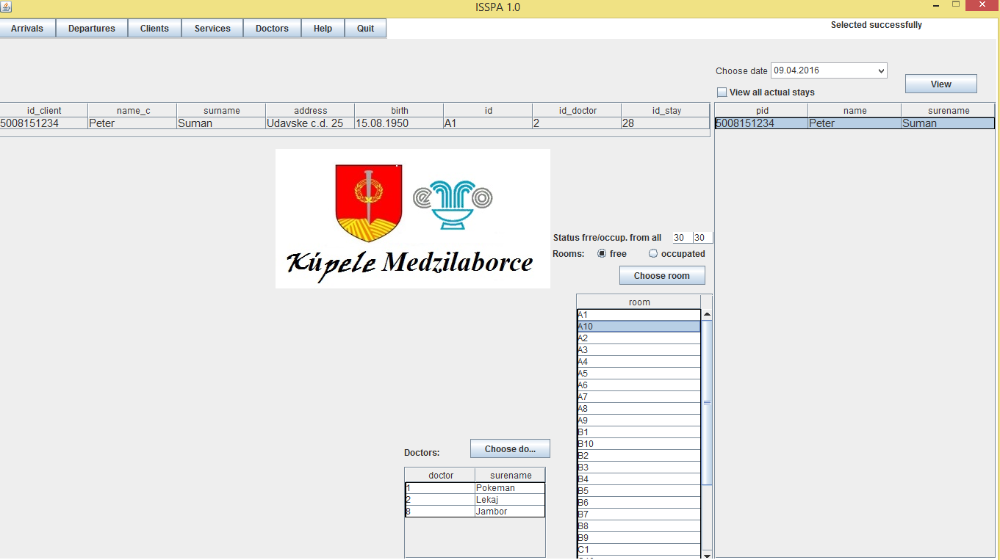 ISSPA 1.0
Arrivals Departures Clients Services Doctors Help Quit
Selected successfully
Choose date 09.04.2016
View
View all actual stays
id_client name_c surname address birth id id_doctor id_stay
5008151234 Peter Suman Udavske c.d. 25 15.08.1950 A1 2 28
pid name surename
5008151234 Peter Suman
Kúpele Medzilaborce
Status frre/occup. from all 30 30
Rooms: free occupated
Choose room
room
A1
A10
A2
A3
A4
A5
A6
A7
A8
A9
B1
B10
B2
B3
B4
B5
B6
B7
B8
B9
C1
Doctors: Choose do...
doctor surename
1 Pokeman
2 Lekaj
8 Jambor